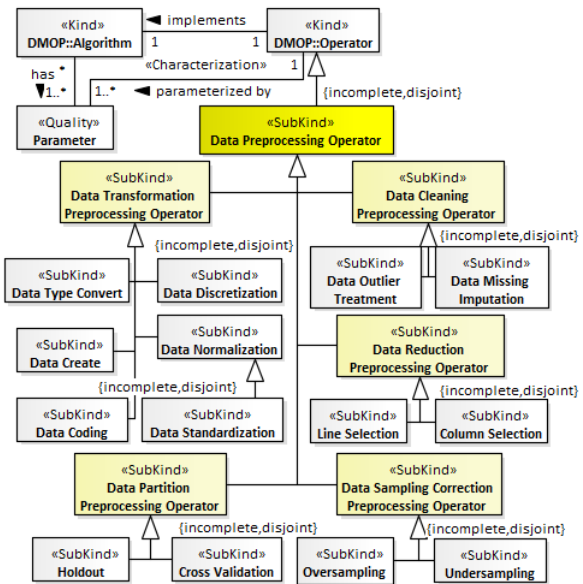 «Kind»
DMOP::Algorithm
implements
1
1
«Kind»
DMOP::Operator
has
*
1..*
«Characterization»
1
1..*
parameterized by
«Quality»
Parameter
{incomplete,disjoint}
«SubKind»
Data Preprocessing Operator
«SubKind»
Data Transformation
Preprocessing Operator
«SubKind»
Data Cleaning
Preprocessing Operator
{incomplete,disjoint}
{incomplete,disjoint}
«SubKind»
Data Type Convert
«SubKind»
Data Discretization
«SubKind»
Data Outlier
Treatment
«SubKind»
Data Missing
Imputation
«SubKind»
Data Create
«SubKind»
Data Normalization
«SubKind»
Data Reduction
Preprocessing Operator
{incomplete,disjoint}
{incomplete,disjoint}
«SubKind»
Data Coding
«SubKind»
Data Standardization
«SubKind»
Line Selection
«SubKind»
Column Selection
«SubKind»
Data Partition
Preprocessing Operator
«SubKind»
Data Sampling Correction
Preprocessing Operator
{incomplete,disjoint}
{incomplete,disjoint}
«SubKind»
Holdout
«SubKind»
Cross Validation
«SubKind»
Oversampling
«SubKind»
Undersampling